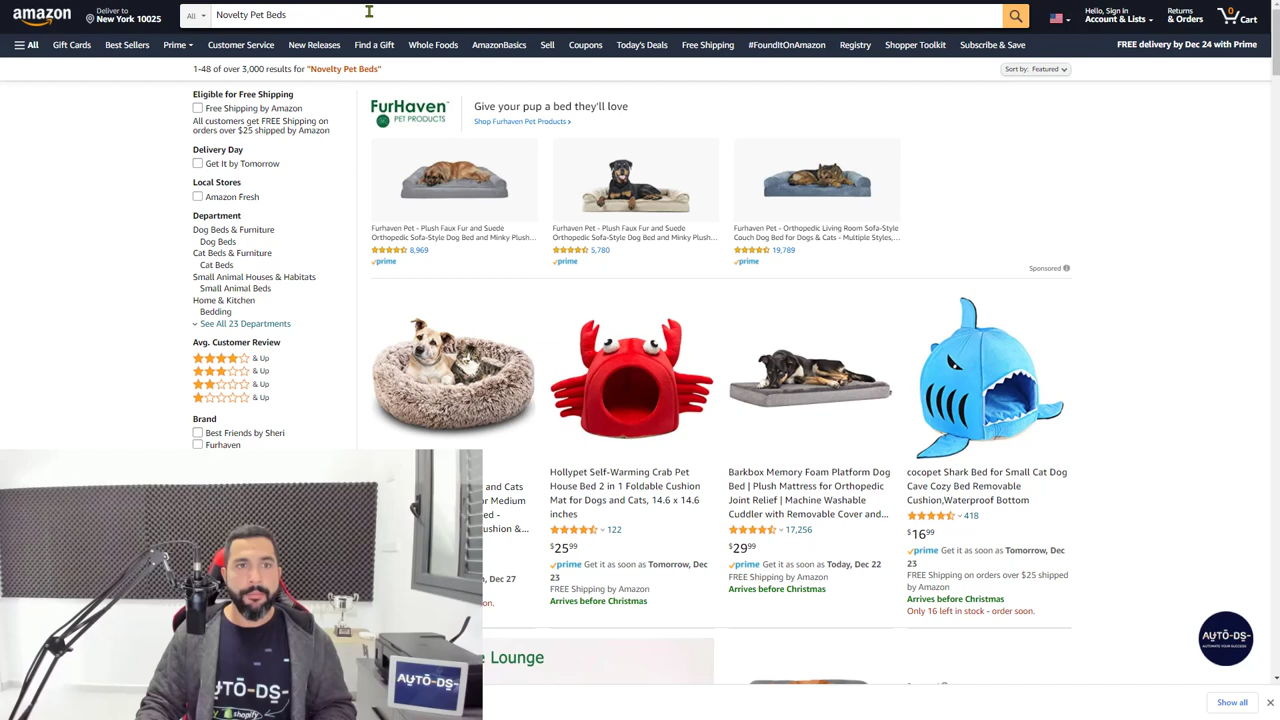 amazon
Deliver to
New York 10025
All
Novelty Pet Beds
Hello, Sign in
Account & Lists
Returns
& Orders
0
Cart
All
Gift Cards
Best Sellers
Prime
Customer Service
New Releases
Find a Gift
Whole Foods
AmazonBasics
Sell
Coupons
Today's Deals
Free Shipping
#FoundItOnAmazon
Registry
Shopper Toolkit
Subscribe & Save
FREE delivery by Dec 24 with Prime
1-48 of over 3,000 results for "Novelty Pet Beds"
Sort by: Featured
Eligible for Free Shipping
Free Shipping by Amazon
All customers get FREE Shipping on
orders over $25 shipped by Amazon
Delivery Day
Get It by Tomorrow
Local Stores
Amazon Fresh
Department
Dog Beds & Furniture
Dog Beds
Cat Beds & Furniture
Cat Beds
Small Animal Houses & Habitats
Small Animal Beds
Home & Kitchen
Bedding
See All 23 Departments
Avg. Customer Review
& Up
& Up
& Up
& Up
Brand
Best Friends by Sheri
Furhaven
FurHaven™
PET PRODUCTS
Give your pup a bed they'll love
Shop Furhaven Pet Products ›
Furhaven Pet - Plush Faux Fur and Suede
Orthopedic Sofa-Style Dog Bed and Minky Plush...
8,969
prime
Furhaven Pet - Plush Faux Fur and Suede
Orthopedic Sofa-Style Dog Bed and Minky Plush...
5,780
prime
Furhaven Pet - Orthopedic Living Room Sofa-Style
Couch Dog Bed for Dogs & Cats - Multiple Styles,...
19,789
prime
Sponsored
and Cats
or Medium
ed -
ushion &...
, Dec 27
on.
Hollypet Self-Warming Crab Pet
House Bed 2 in 1 Foldable Cushion
Mat for Dogs and Cats, 14.6 x 14.6
inches
122
$25.99
prime Get it as soon as Tomorrow, Dec
23
FREE Shipping by Amazon
Arrives before Christmas
Barkbox Memory Foam Platform Dog
Bed | Plush Mattress for Orthopedic
Joint Relief | Machine Washable
Cuddler with Removable Cover and...
17,256
$29.99
prime Get it as soon as Today, Dec 22
FREE Shipping by Amazon
Arrives before Christmas
cocopet Shark Bed for Small Cat Dog
Cave Cozy Bed Removable
Cushion,Waterproof Bottom
418
$16.99
prime Get it as soon as Tomorrow, Dec
23
FREE Shipping on orders over $25 shipped
by Amazon
Arrives before Christmas
Only 16 left in stock - order soon.
e Lounge
AUTO-DS-
AUTOMATE YOUR SUCCESS
AUTO-DS-
shopify
AUTO-DS-
Show all